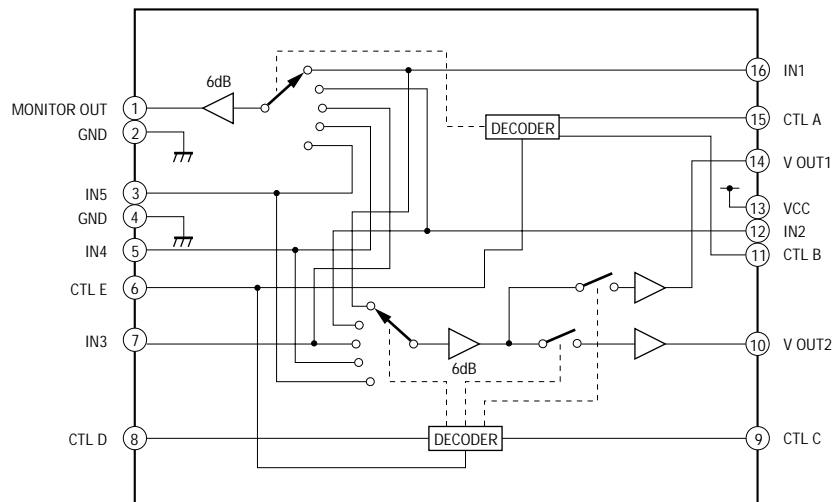 6dB
16 IN1
MONITOR OUT 1
GND 2
DECODER
15 CTL A
14 V OUT1
IN5 3
GND 4
13 VCC
12 IN2
IN4 5
11 CTL B
CTL E 6
IN3 7
10 V OUT2
6dB
CTL D 8
DECODER
9 CTL C